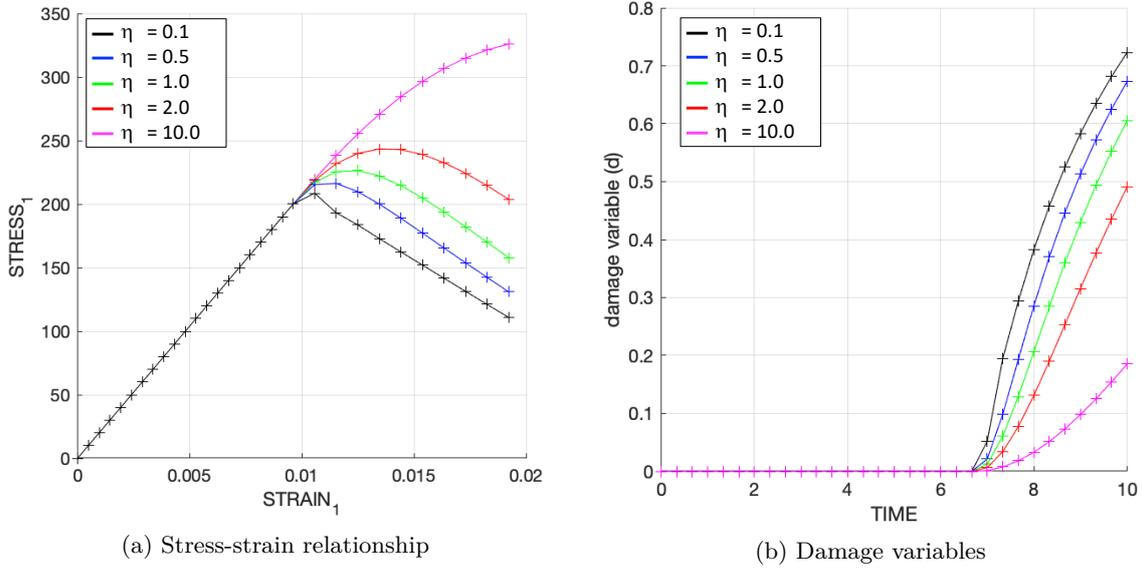 350
300
250
200
150
100
50
0
STRESS1
η = 0.1
η = 0.5
η = 1.0
η = 2.0
η = 10.0
0
0.005
0.01
0.015
0.02
STRAIN1
(a) Stress-strain relationship
0.8
0.7
0.6
0.5
0.4
0.3
0.2
0.1
0
damage variable (d)
η = 0.1
η = 0.5
η = 1.0
η = 2.0
η = 10.0
0
2
4
6
8
10
TIME
(b) Damage variables